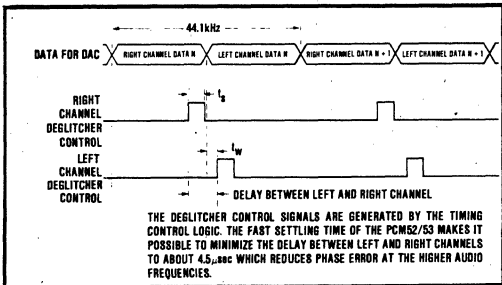 44.1kHz
DATA FOR DAC
RIGHT CHANNEL DATA N
LEFT CHANNEL DATA N
RIGHT CHANNEL DATA N + 1
LEFT CHANNEL DATA N + 1
RIGHT
CHANNEL
DEGLITCHER
CONTROL
ts
LEFT
CHANNEL
DEGLITCHER
CONTROL
tw
DELAY BETWEEN LEFT AND RIGHT CHANNEL
THE DEGLITCHER CONTROL SIGNALS ARE GENERATED BY THE TIMING
CONTROL LOGIC. THE FAST SETTLING TIME OF THE PCM52/53 MAKES IT
POSSIBLE TO MINIMIZE THE DELAY BETWEEN LEFT AND RIGHT CHANNELS
TO ABOUT 4.5μsec WHICH REDUCES PHASE ERROR AT THE HIGHER AUDIO
FREQUENCIES.